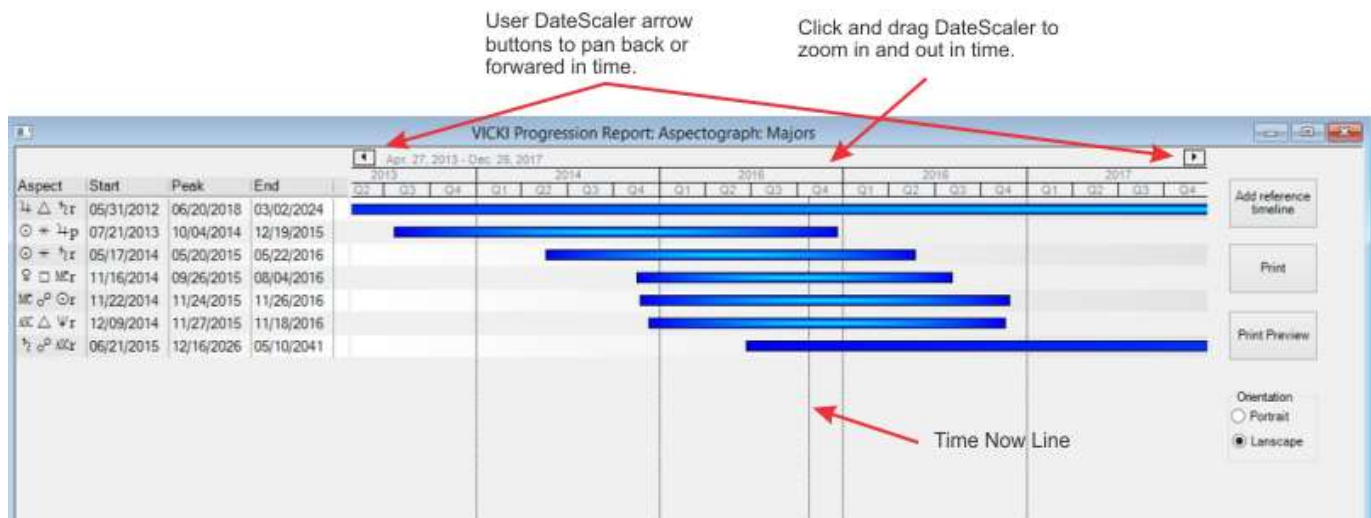 User DateScaler arrow
buttons to pan back or
forwared in time.
Click and drag DateScaler to
zoom in and out in time.
VICKI Progression Report: Aspectograph: Majors
Apr. 27, 2013 - Dec. 26, 2017
2013 2014 2015 2016 2017
Aspect Start Peak End Q2 Q3 Q4 Q1 Q2 Q3 Q4 Q1 Q2 Q3 Q4 Q1 Q2 Q3 Q4 Q1 Q2 Q3 Q4
♃ △ ♄r 05/31/2012 06/20/2018 03/02/2024
☉ ⚹ ♃p 07/21/2013 10/04/2014 12/19/2015
☉ ⚹ ♄r 05/17/2014 05/20/2015 05/22/2016
♀ □ MCr 11/16/2014 09/26/2015 08/04/2016
MC ☍ ☉r 11/22/2014 11/24/2015 11/26/2016
ASC △ ♆r 12/09/2014 11/27/2015 11/18/2016
♄ ☍ ASCr 06/21/2015 12/16/2026 05/10/2041
Add reference
timeline
Print
Print Preview
Orientation
Portrait
Lanscape
Time Now Line